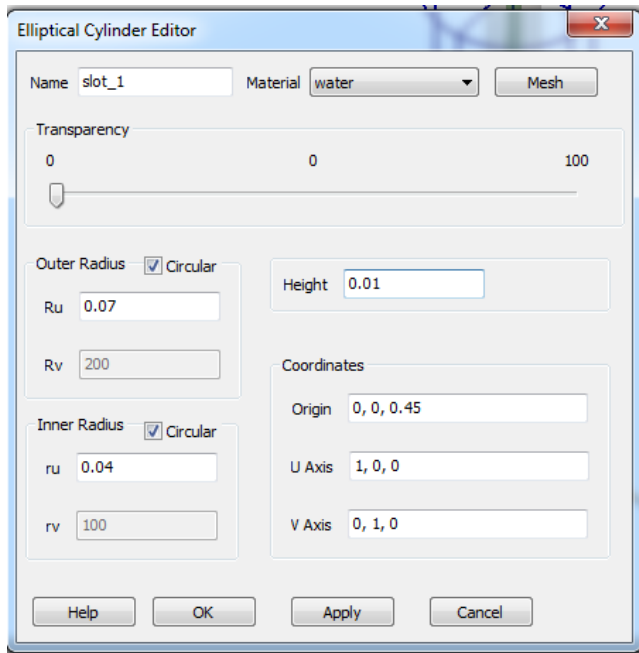 Elliptical Cylinder Editor
Name slot_1 Material water Mesh
Transparency
0 0 100
Outer Radius Circular
Ru 0.07
Rv 200
Height 0.01
Inner Radius Circular
ru 0.04
rv 100
Coordinates
Origin 0, 0, 0.45
U Axis 1, 0, 0
V Axis 0, 1, 0
Help OK Apply Cancel